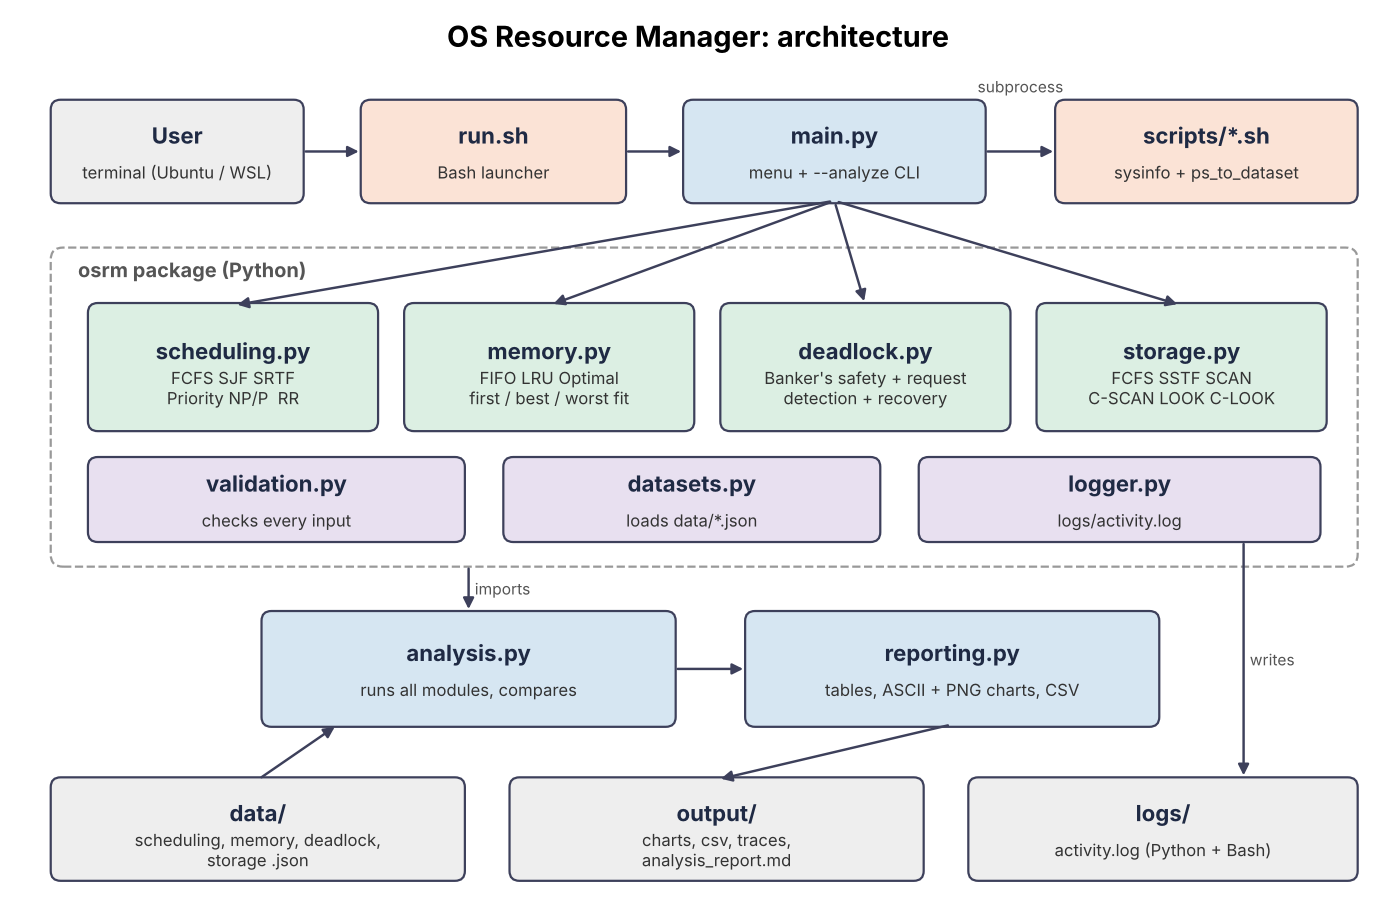 OS Resource Manager: architecture
subprocess
User
terminal (Ubuntu / WSL)
run.sh
Bash launcher
main.py
menu + --analyze CLI
scripts/*.sh
sysinfo + ps_to_dataset
osrm package (Python)
scheduling.py
FCFS SJF SRTF
Priority NP/P  RR
memory.py
FIFO LRU Optimal
first / best / worst fit
deadlock.py
Banker's safety + request
detection + recovery
storage.py
FCFS SSTF SCAN
C-SCAN LOOK C-LOOK
validation.py
checks every input
datasets.py
loads data/*.json
logger.py
logs/activity.log
imports
analysis.py
runs all modules, compares
reporting.py
tables, ASCII + PNG charts, CSV
writes
data/
scheduling, memory, deadlock,
storage .json
output/
charts, csv, traces,
analysis_report.md
logs/
activity.log (Python + Bash)